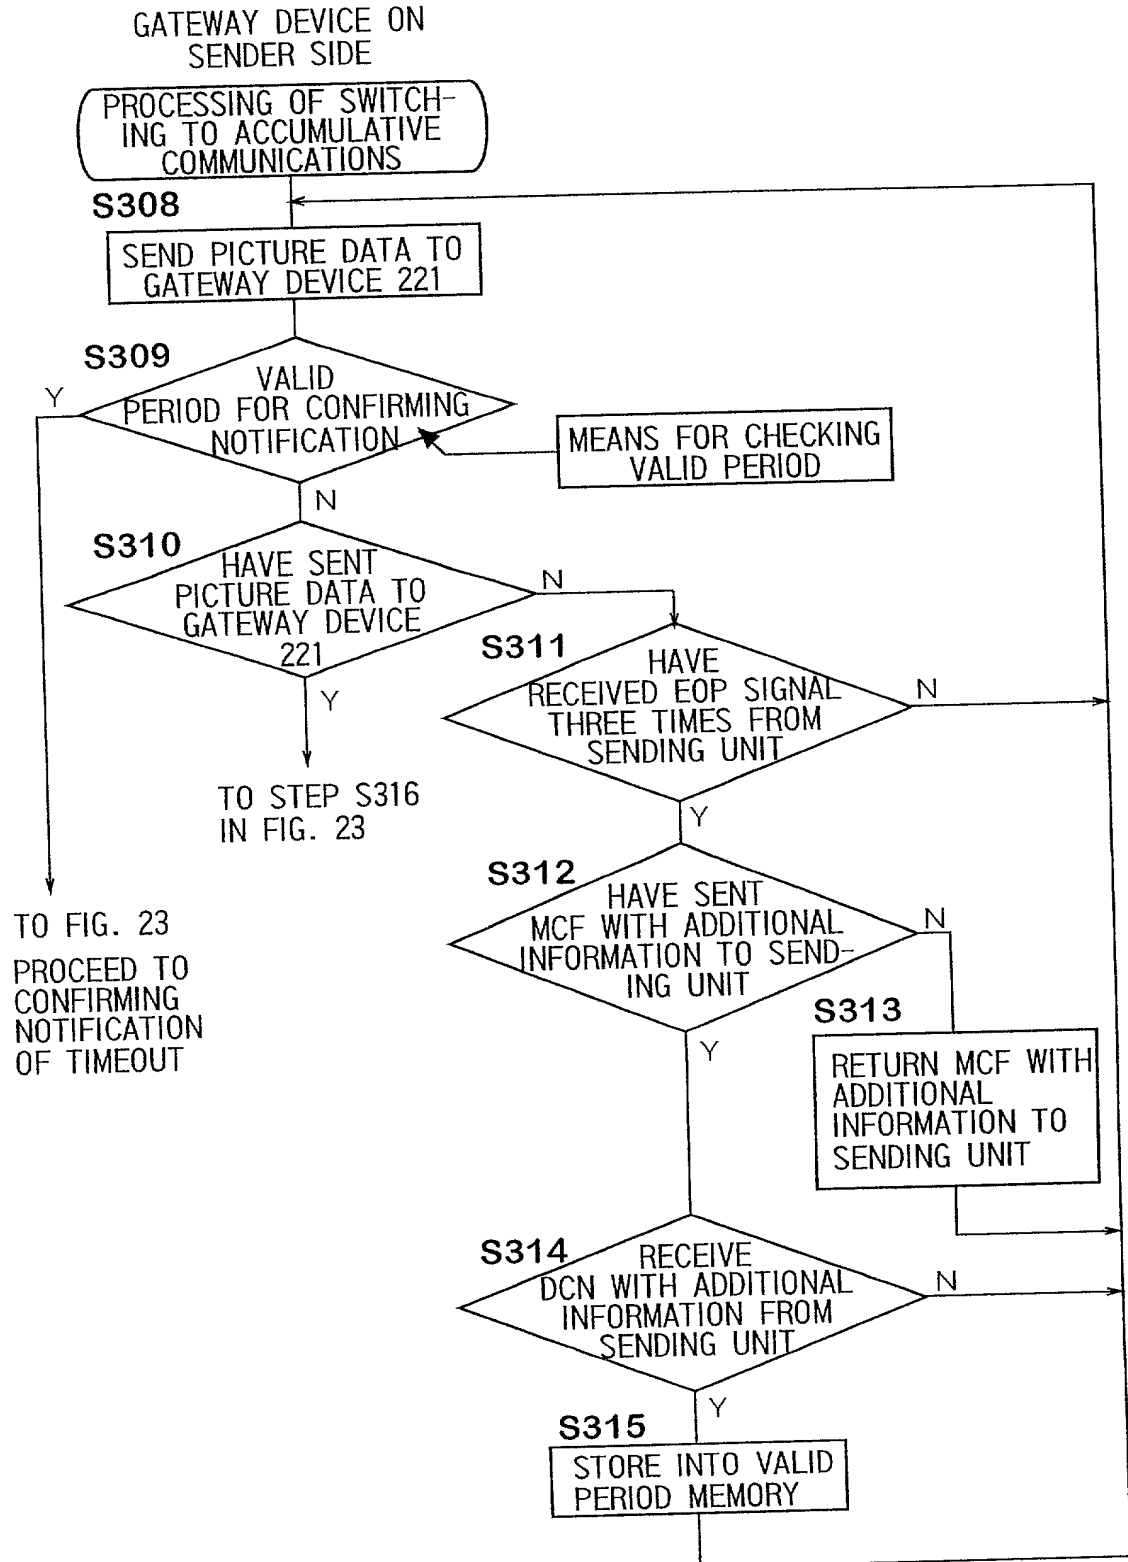 GATEWAY DEVICE ON
SENDER SIDE
PROCESSING OF SWITCH-
ING TO ACCUMULATIVE
COMMUNICATIONS
S308
SEND PICTURE DATA TO
GATEWAY DEVICE 221
S309
Y
VALID
PERIOD FOR CONFIRMING
NOTIFICATION
MEANS FOR CHECKING
VALID PERIOD
N
S310
HAVE SENT
PICTURE DATA TO
GATEWAY DEVICE
221
N
Y
TO STEP S316
IN FIG. 23
S311
HAVE
RECEIVED EOP SIGNAL
THREE TIMES FROM
SENDING UNIT
N
Y
TO FIG. 23
PROCEED TO
CONFIRMING
NOTIFICATION
OF TIMEOUT
S312
HAVE SENT
MCF WITH ADDITIONAL
INFORMATION TO SEND-
ING UNIT
N
Y
S313
RETURN MCF WITH
ADDITIONAL
INFORMATION TO
SENDING UNIT
S314
RECEIVE
DCN WITH ADDITIONAL
INFORMATION FROM
SENDING UNIT
N
Y
S315
STORE INTO VALID
PERIOD MEMORY